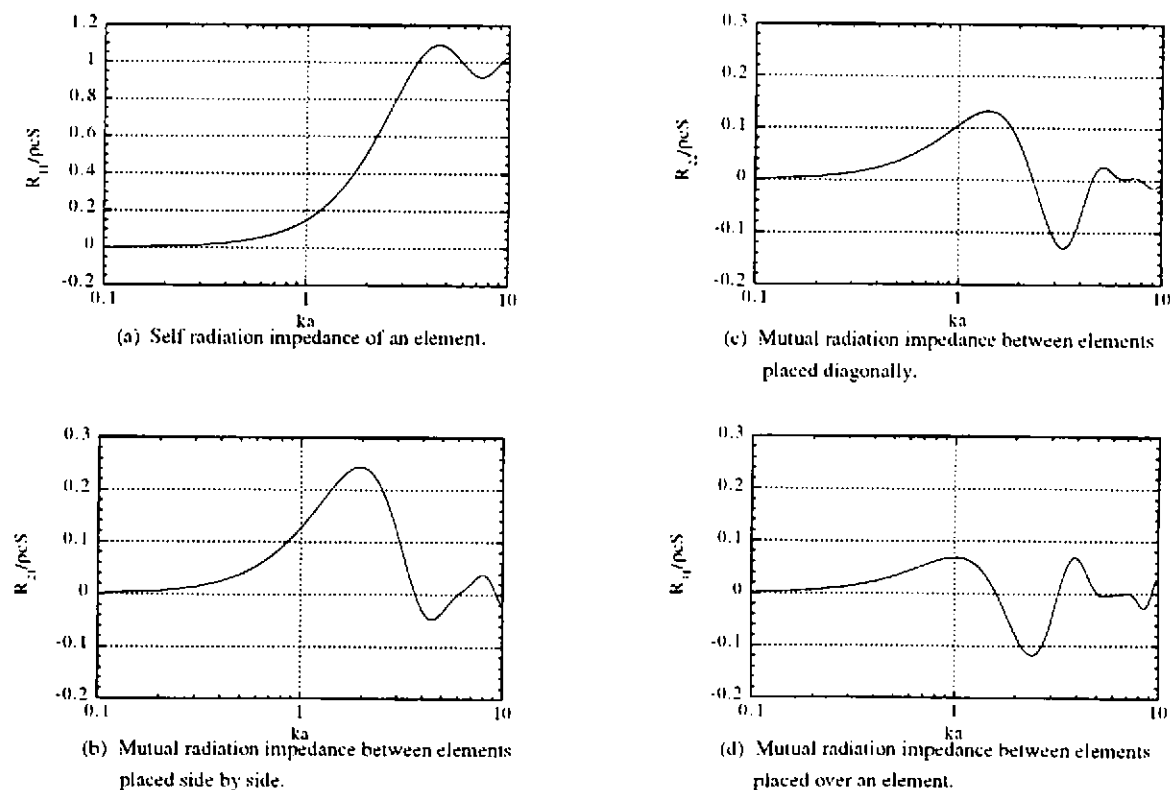 1.2
1
0.8
0.6
0.4
0.2
0
-0.2
R11/ρcS
0.1
1
10
ka
(a) Self radiation impedance of an element.
0.3
0.2
0.1
0
-0.1
-0.2
R22/ρcS
0.1
1
10
ka
(c) Mutual radiation impedance between elements
placed diagonally.
0.3
0.2
0.1
0
-0.1
-0.2
R21/ρcS
0.1
1
10
ka
(b) Mutual radiation impedance between elements
placed side by side.
0.3
0.2
0.1
0
-0.1
-0.2
0.1
1
10
ka
(d) Mutual radiation impedance between elements
placed over an element.